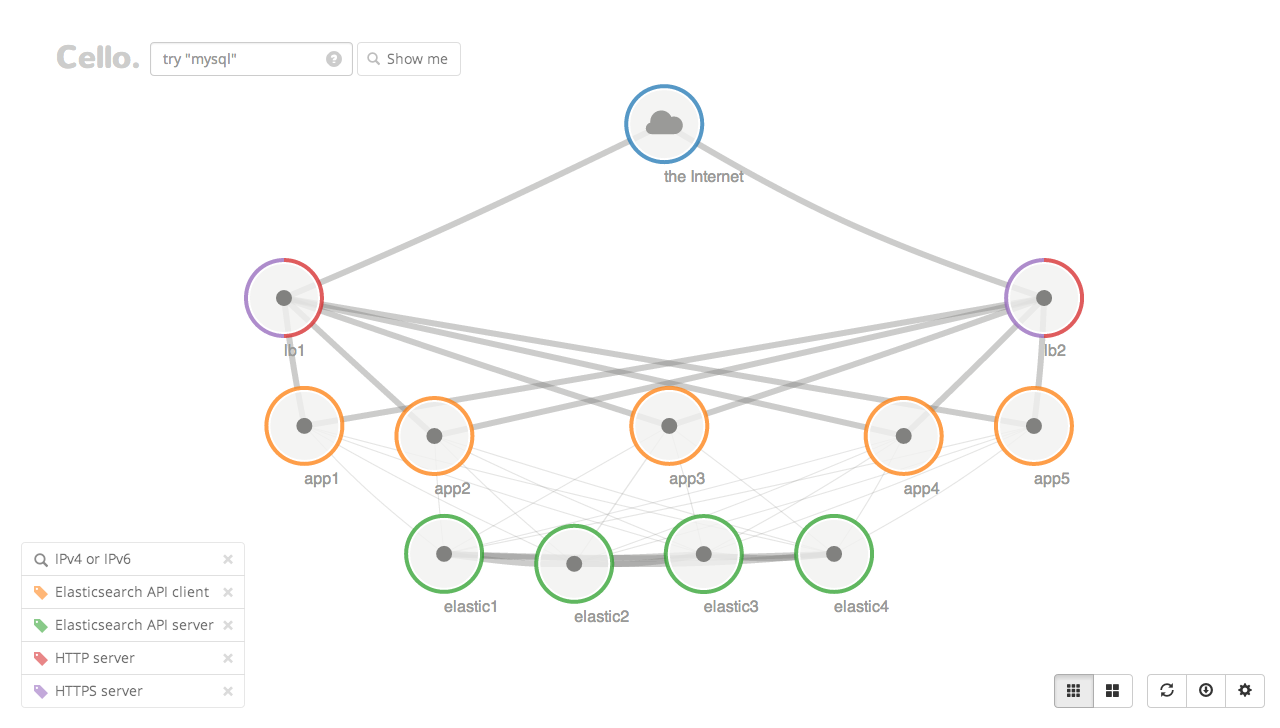 Cello.
try "mysql"
?
Show me
the Internet
lb1
lb2
app1
app2
app3
app4
app5
elastic1
elastic2
elastic3
elastic4
IPv4 or IPv6
Elasticsearch API client
Elasticsearch API server
HTTP server
HTTPS server